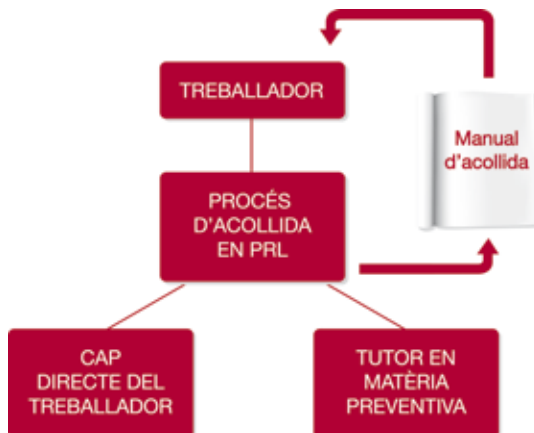 TREBALLADOR
Manual
d'acollida
PROCÉS
D'ACOLLIDA
EN PRL
CAP
DIRECTE DEL
TREBALLADOR
TUTOR EN
MATÈRIA
PREVENTIVA